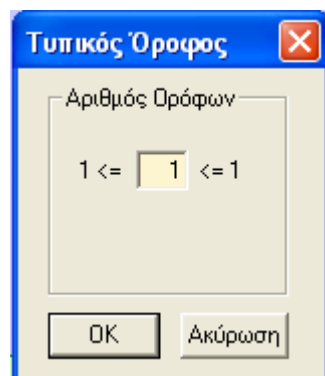 Τυπικός Όροφος
Αριθμός Ορόφων
1 <= 1 <= 1
OK Ακύρωση